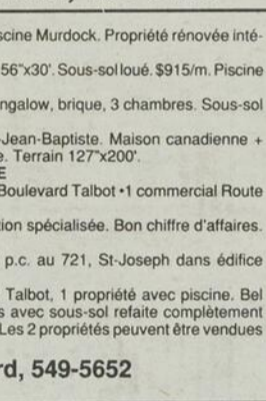 scine Murdock. Propriété rénovée inté-
56"x30'. Sous-sol loué. $915/m. Piscine
ngalow, brique, 3 chambres. Sous-sol
-Jean-Baptiste. Maison canadienne +
e. Terrain 127"x200'.
E
Boulevard Talbot •1 commercial Route
ion spécialisée. Bon chiffre d'affaires.
p.c. au 721, St-Joseph dans édifice
Talbot, 1 propriété avec piscine. Bel
s avec sous-sol refaite complètement
Les 2 propriétés peuvent être vendues
rd, 549-5652